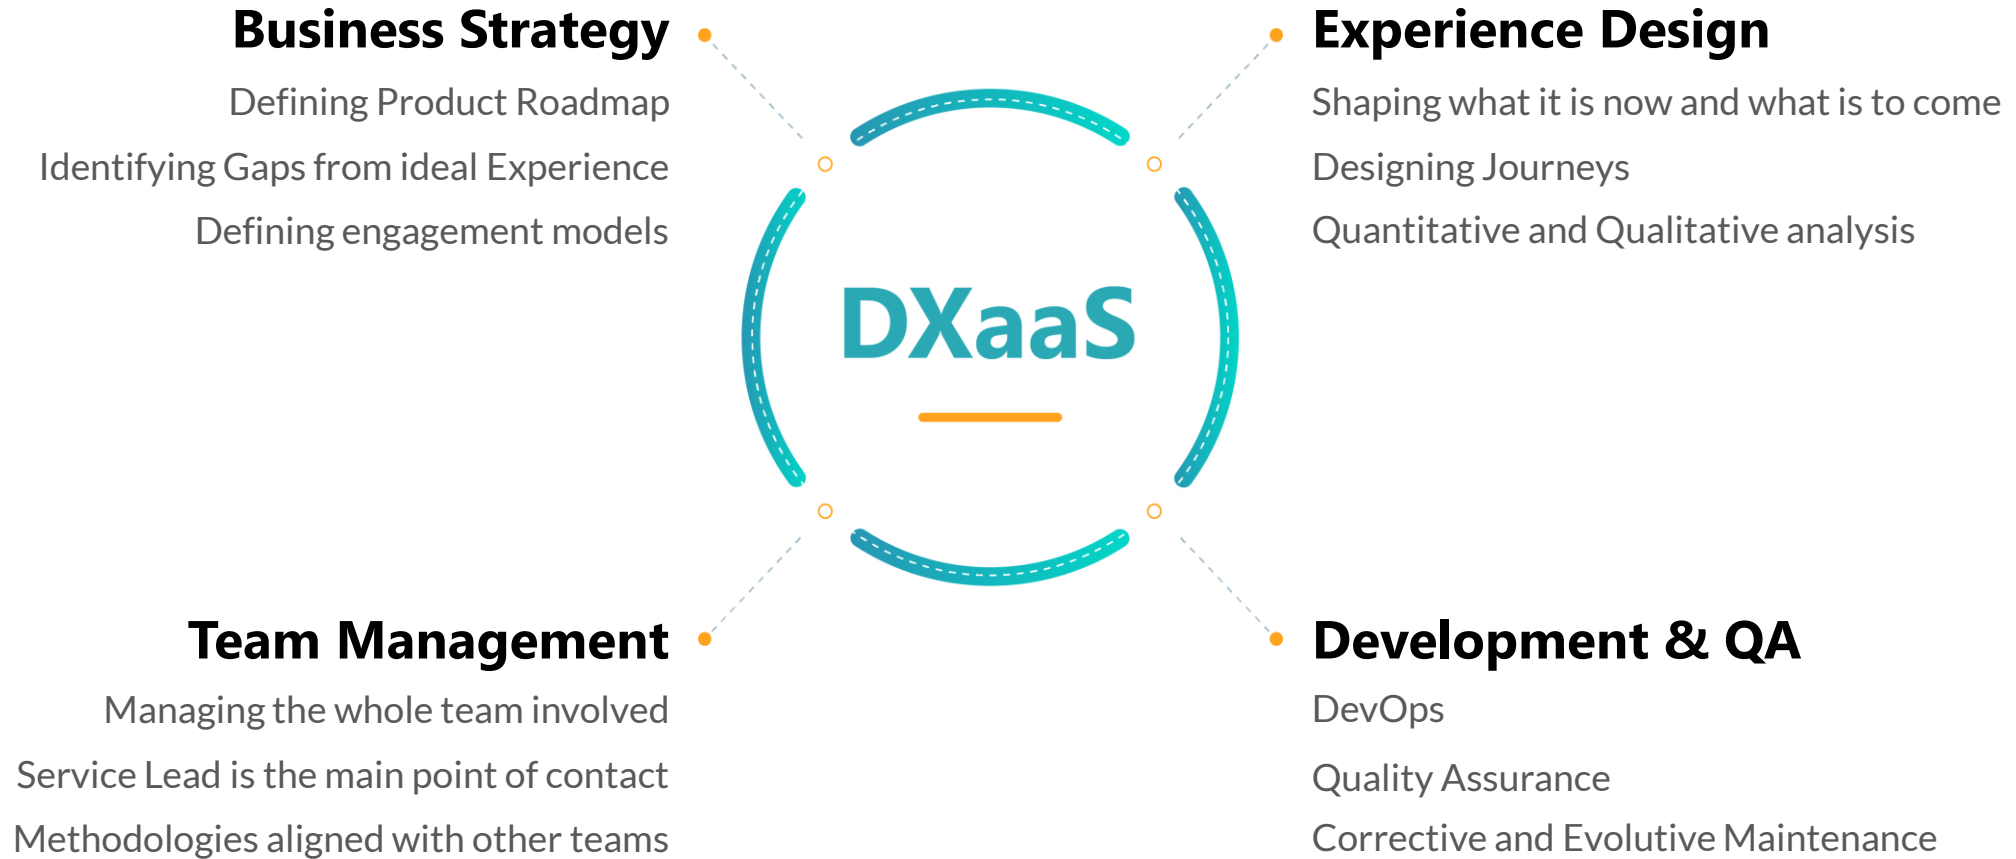 Business Strategy
Defining Product Roadmap
Identifying Gaps from ideal Experience
Defining engagement models
Experience Design
Shaping what it is now and what is to come
Designing Journeys
Quantitative and Qualitative analysis
DXaaS
Team Management
Managing the whole team involved
Service Lead is the main point of contact
Methodologies aligned with other teams
Development & QA
DevOps
Quality Assurance
Corrective and Evolutive Maintenance